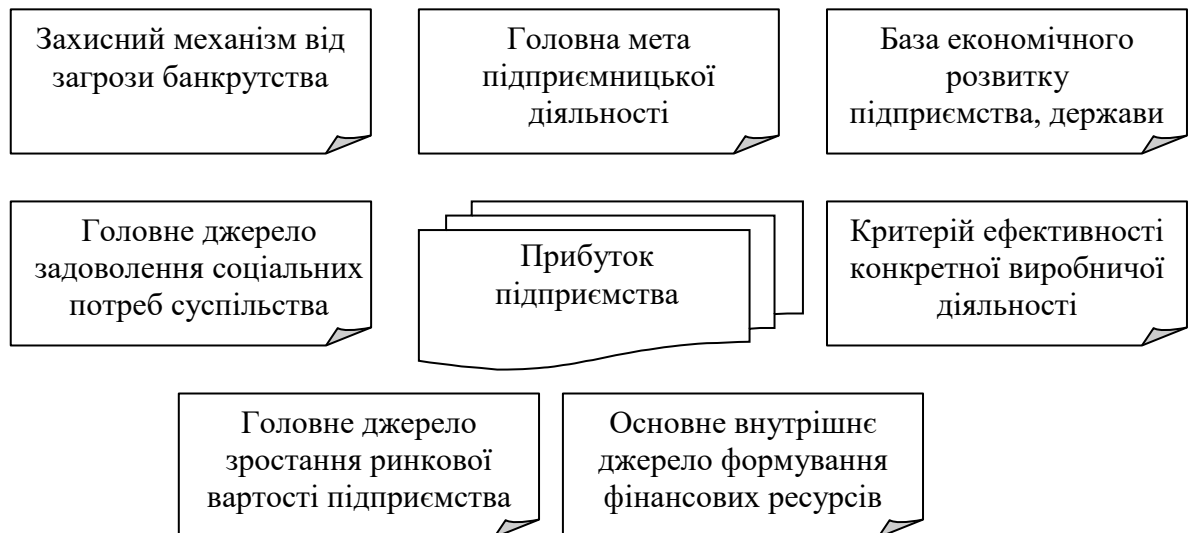 Захисний механізм від
загрози банкрутства
Головна мета
підприємницької
діяльності
База економічного
розвитку
підприємства, держави
Головне джерело
задоволення соціальних
потреб суспільства
Прибуток
підприємства
Критерій ефективності
конкретної виробничої
діяльності
Головне джерело
зростання ринкової
вартості підприємства
Основне внутрішнє
джерело формування
фінансових ресурсів